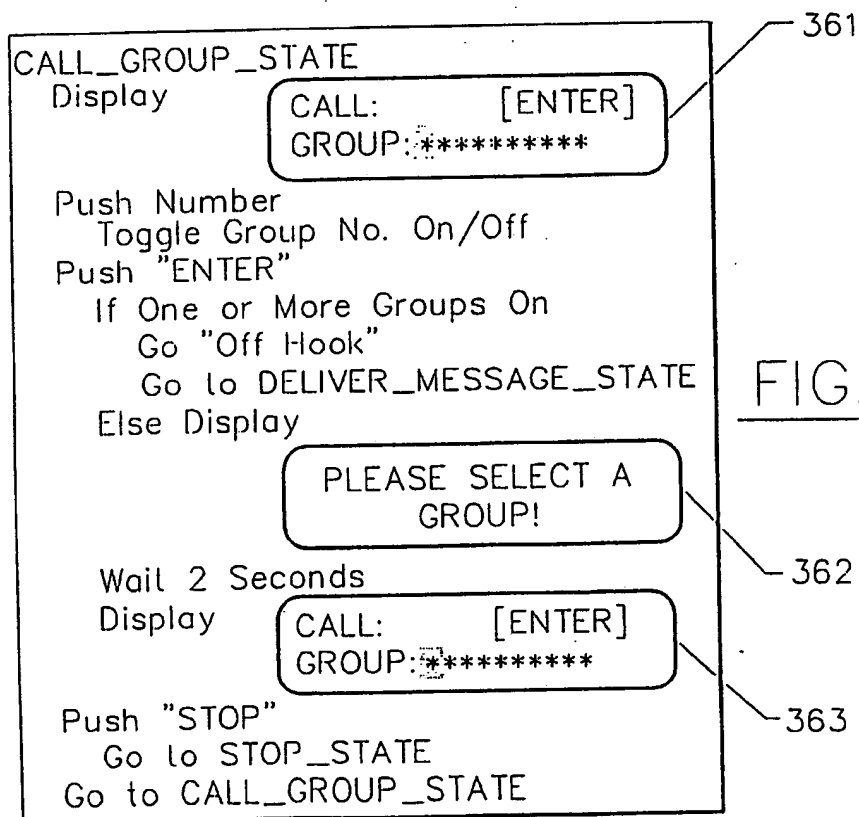 361
CALL_GROUP_STATE
Display
CALL: [ENTER]
GROUP:**********
Push Number
Toggle Group No. On/Off
Push "ENTER"
If One or More Groups On
Go "Off Hook"
Go to DELIVER_MESSAGE_STATE
FIG.
Else Display
PLEASE SELECT A
GROUP!
362
Wait 2 Seconds
Display
CALL: [ENTER]
GROUP:**********
363
Push "STOP"
Go to STOP_STATE
Go to CALL_GROUP_STATE